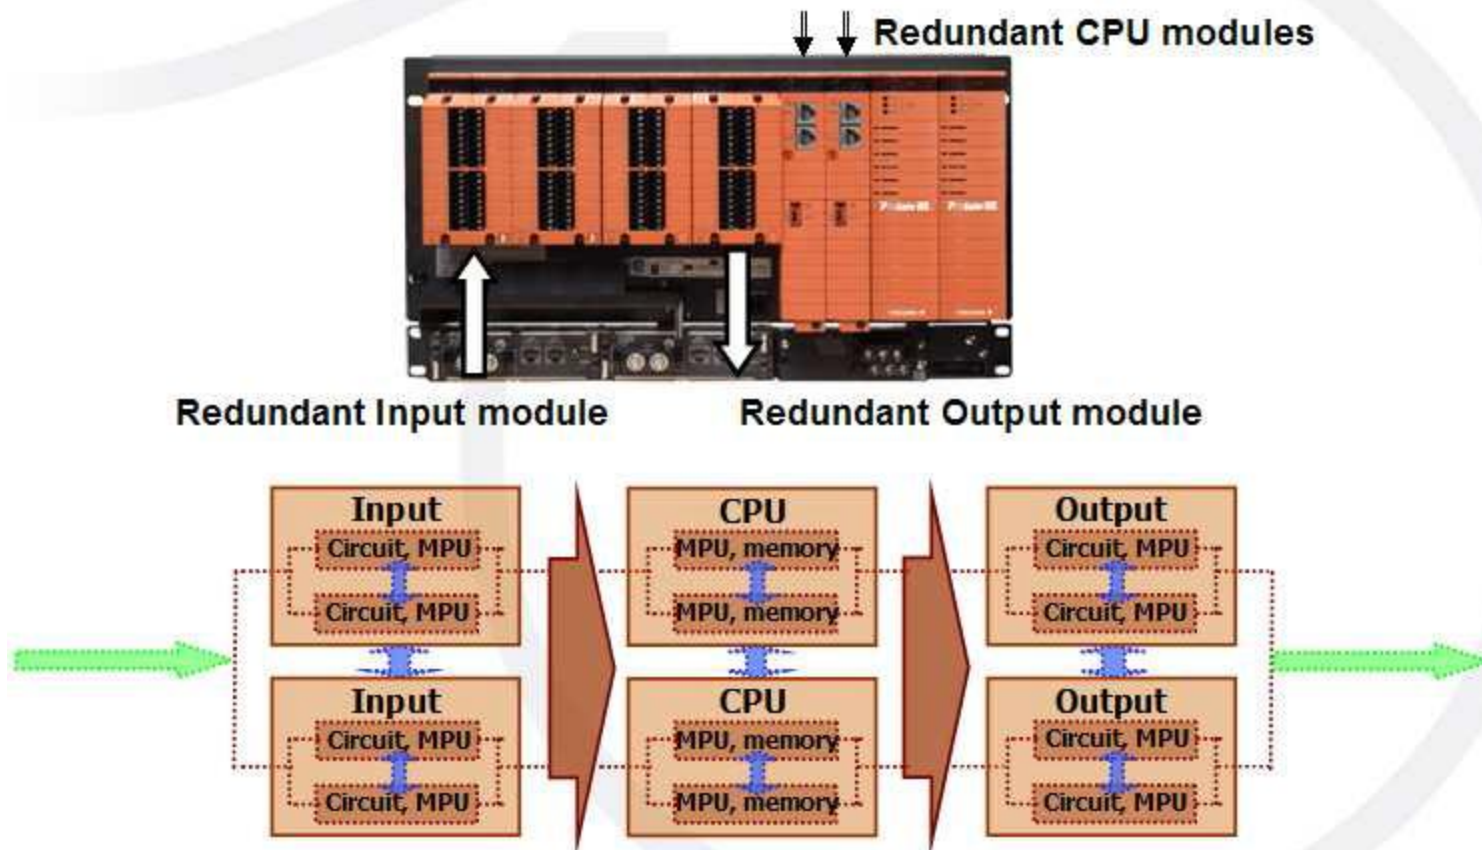 Redundant CPU modules
Redundant Input module
Redundant Output module
Input
Circuit, MPU
Circuit, MPU
CPU
MPU, memory
MPU, memory
Output
Circuit, MPU
Circuit, MPU
Input
Circuit, MPU
Circuit, MPU
CPU
MPU, memory
MPU, memory
Output
Circuit, MPU
Circuit, MPU